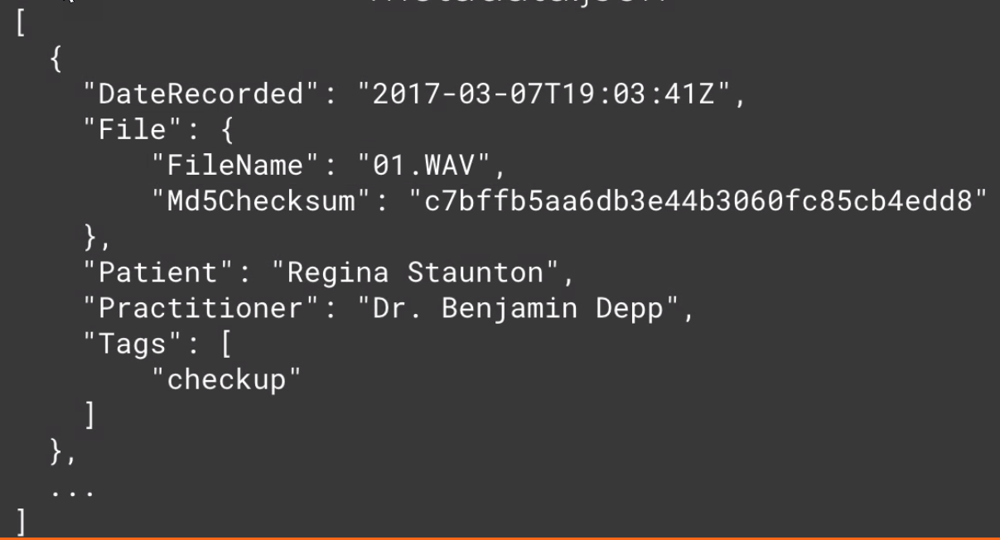 [
{
"DateRecorded": "2017-03-07T19:03:41Z",
"File": {
"FileName": "01.WAV",
"Md5Checksum": "c7bffb5aa6db3e44b3060fc85cb4edd8"
},
"Patient": "Regina Staunton",
"Practitioner": "Dr. Benjamin Depp",
"Tags": [
"checkup"
]
},
...
]